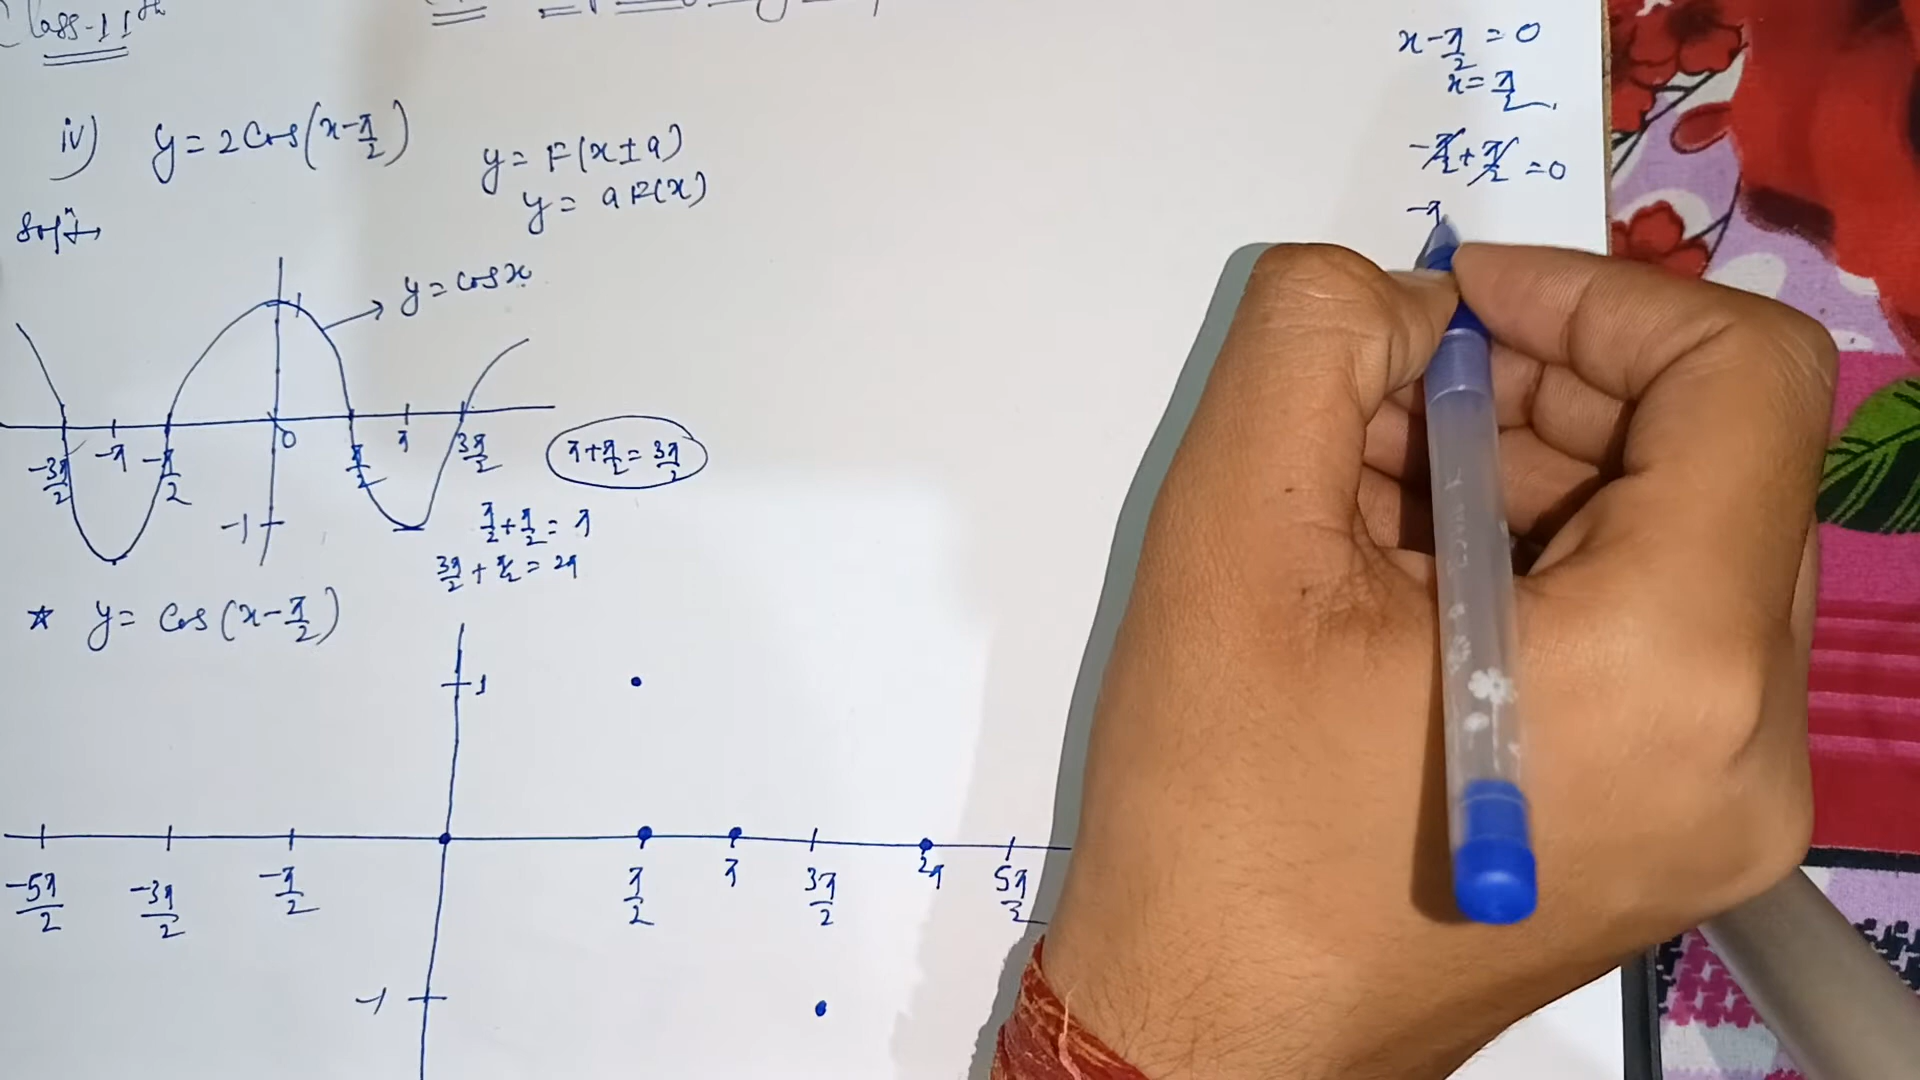 Class-11th
iv) y = 2 Cos(x-π/2)
y = F(x±a)
y = a F(x)
Solⁿ
y = cos x
1
-3π/2 -π -π/2 0 π/2 π 3π/2
π+π/2 = 3π/2
-1
π/2+π/2 = π
3π/2 + π/2 = 2π
* y = Cos(x-π/2)
1
-5π/2 -3π/2 -π/2 π/2 π 3π/2 2π 5π/2
-1
x-π/2 = 0
x = π/2
-π/2+π/2 = 0
-π